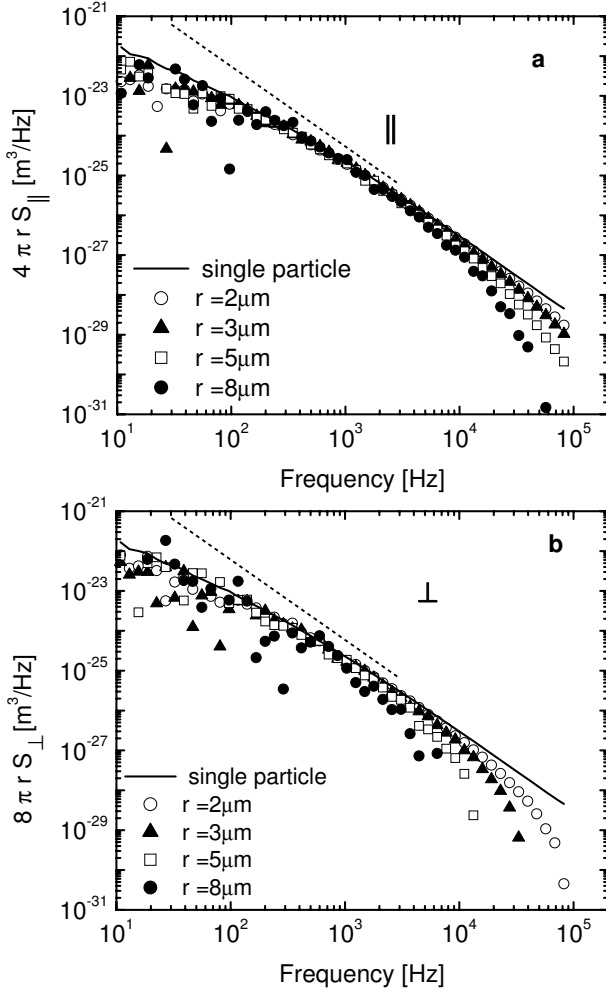 a
10^-21
10^-23
10^-25
10^-27
10^-29
10^-31
4 π r S_∥ [m^3/Hz]
∥
single particle
r =2μm
r =3μm
r =5μm
r =8μm
10^1 10^2 10^3 10^4 10^5
Frequency [Hz]
b
10^-21
10^-23
10^-25
10^-27
10^-29
10^-31
8 π r S_⊥ [m^3/Hz]
⊥
single particle
r =2μm
r =3μm
r =5μm
r =8μm
10^1 10^2 10^3 10^4 10^5
Frequency [Hz]